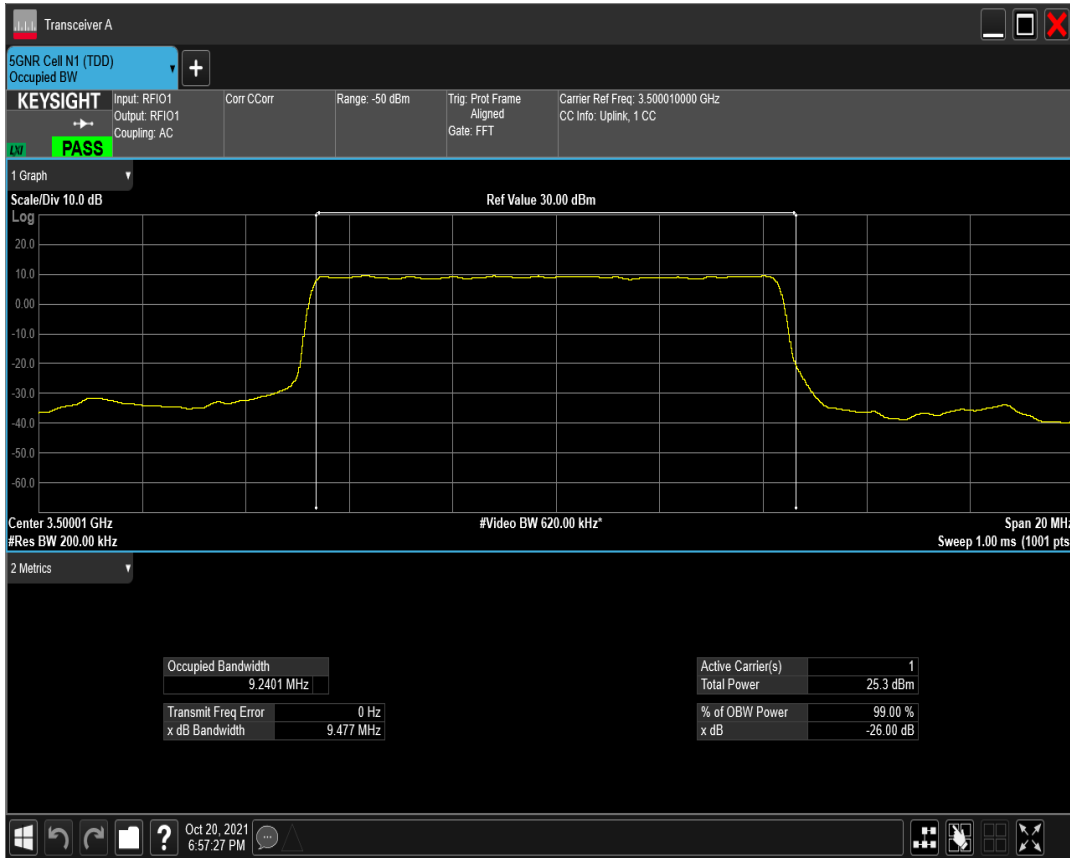 Transceiver A
5GNR Cell N1 (TDD)
Occupied BW
KEYSIGHT
LXI
PASS
Input: RFIO1
Output: RFIO1
Coupling: AC
Corr CCorr
Range: -50 dBm
Trig: Prot Frame
Aligned
Gate: FFT
Carrier Ref Freq: 3.500010000 GHz
CC Info: Uplink, 1 CC
1 Graph
Scale/Div 10.0 dB
Ref Value 30.00 dBm
Log
20.0
10.0
0.00
-10.0
-20.0
-30.0
-40.0
-50.0
-60.0
Center 3.50001 GHz
#Video BW 620.00 kHz*
Span 20 MHz
#Res BW 200.00 kHz
Sweep 1.00 ms (1001 pts
2 Metrics
Occupied Bandwidth
9.2401 MHz
Transmit Freq Error 0 Hz
x dB Bandwidth 9.477 MHz
Active Carrier(s) 1
Total Power 25.3 dBm
% of OBW Power 99.00 %
x dB -26.00 dB
?
Oct 20, 2021
6:57:27 PM